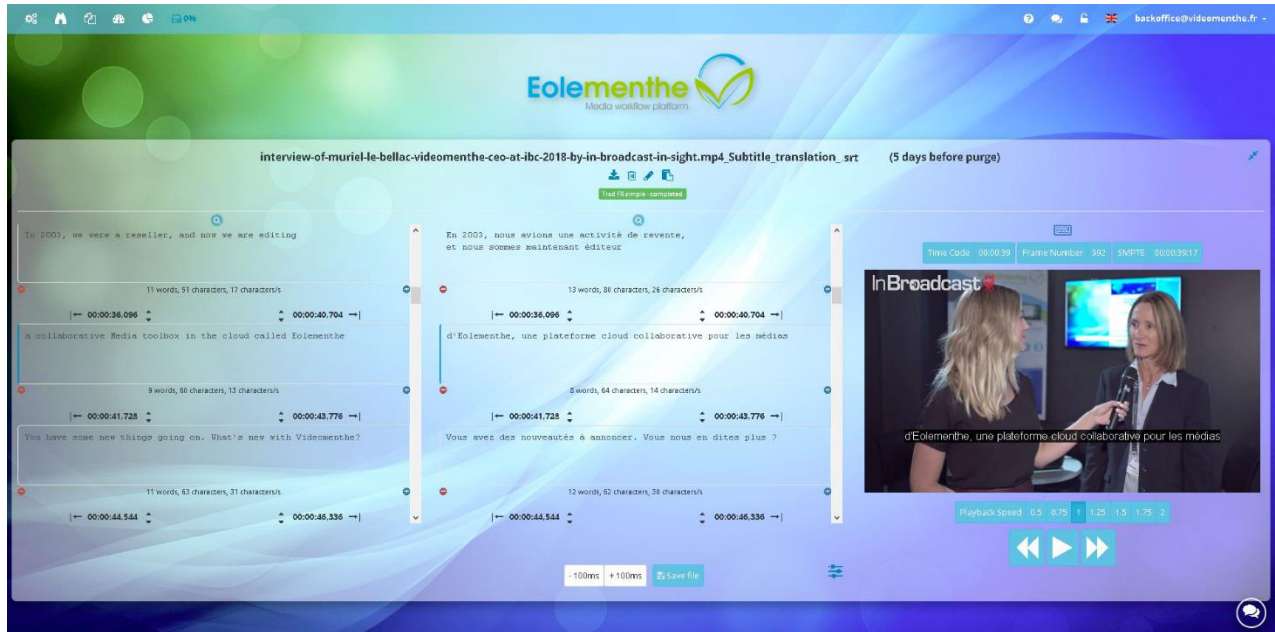 0%
backoffice@videomenthe.fr
Eolementhe
Media workflow platform
interview-of-muriel-le-bellac-videomenthe-ceo-at-ibc-2018-by-in-broadcast-in-sight.mp4_Subtitle_translation_.srt (5 days before purge)
Trad FR simple - completed
In 2003, we were a reseller, and now we are editing
11 words, 51 characters, 17 characters/s
00:00:36,096 00:00:40,704
a collaborative Media toolbox in the cloud called Eolementhe
9 words, 60 characters, 13 characters/s
00:00:41,728 00:00:43,776
You have some new things going on. What's new with Videomenthe?
11 words, 63 characters, 31 characters/s
00:00:44,544 00:00:46,336
En 2003, nous avions une activité de revente,
et nous sommes maintenant éditeur
13 words, 80 characters, 26 characters/s
00:00:36,096 00:00:40,704
d'Eolementhe, une plateforme cloud collaborative pour les médias
8 words, 64 characters, 14 characters/s
00:00:41,728 00:00:43,776
Vous avez des nouveautés à annoncer. Vous nous en dites plus ?
12 words, 62 characters, 30 characters/s
00:00:44,544 00:00:46,336
-100ms +100ms Save file
Time Code 00:00:39 Frame Number 992 SMPTE 00:00:39:17
InBroadcast
d'Eolementhe, une plateforme cloud collaborative pour les médias
Playback Speed 0.5 0.75 1 1.25 1.5 1.75 2